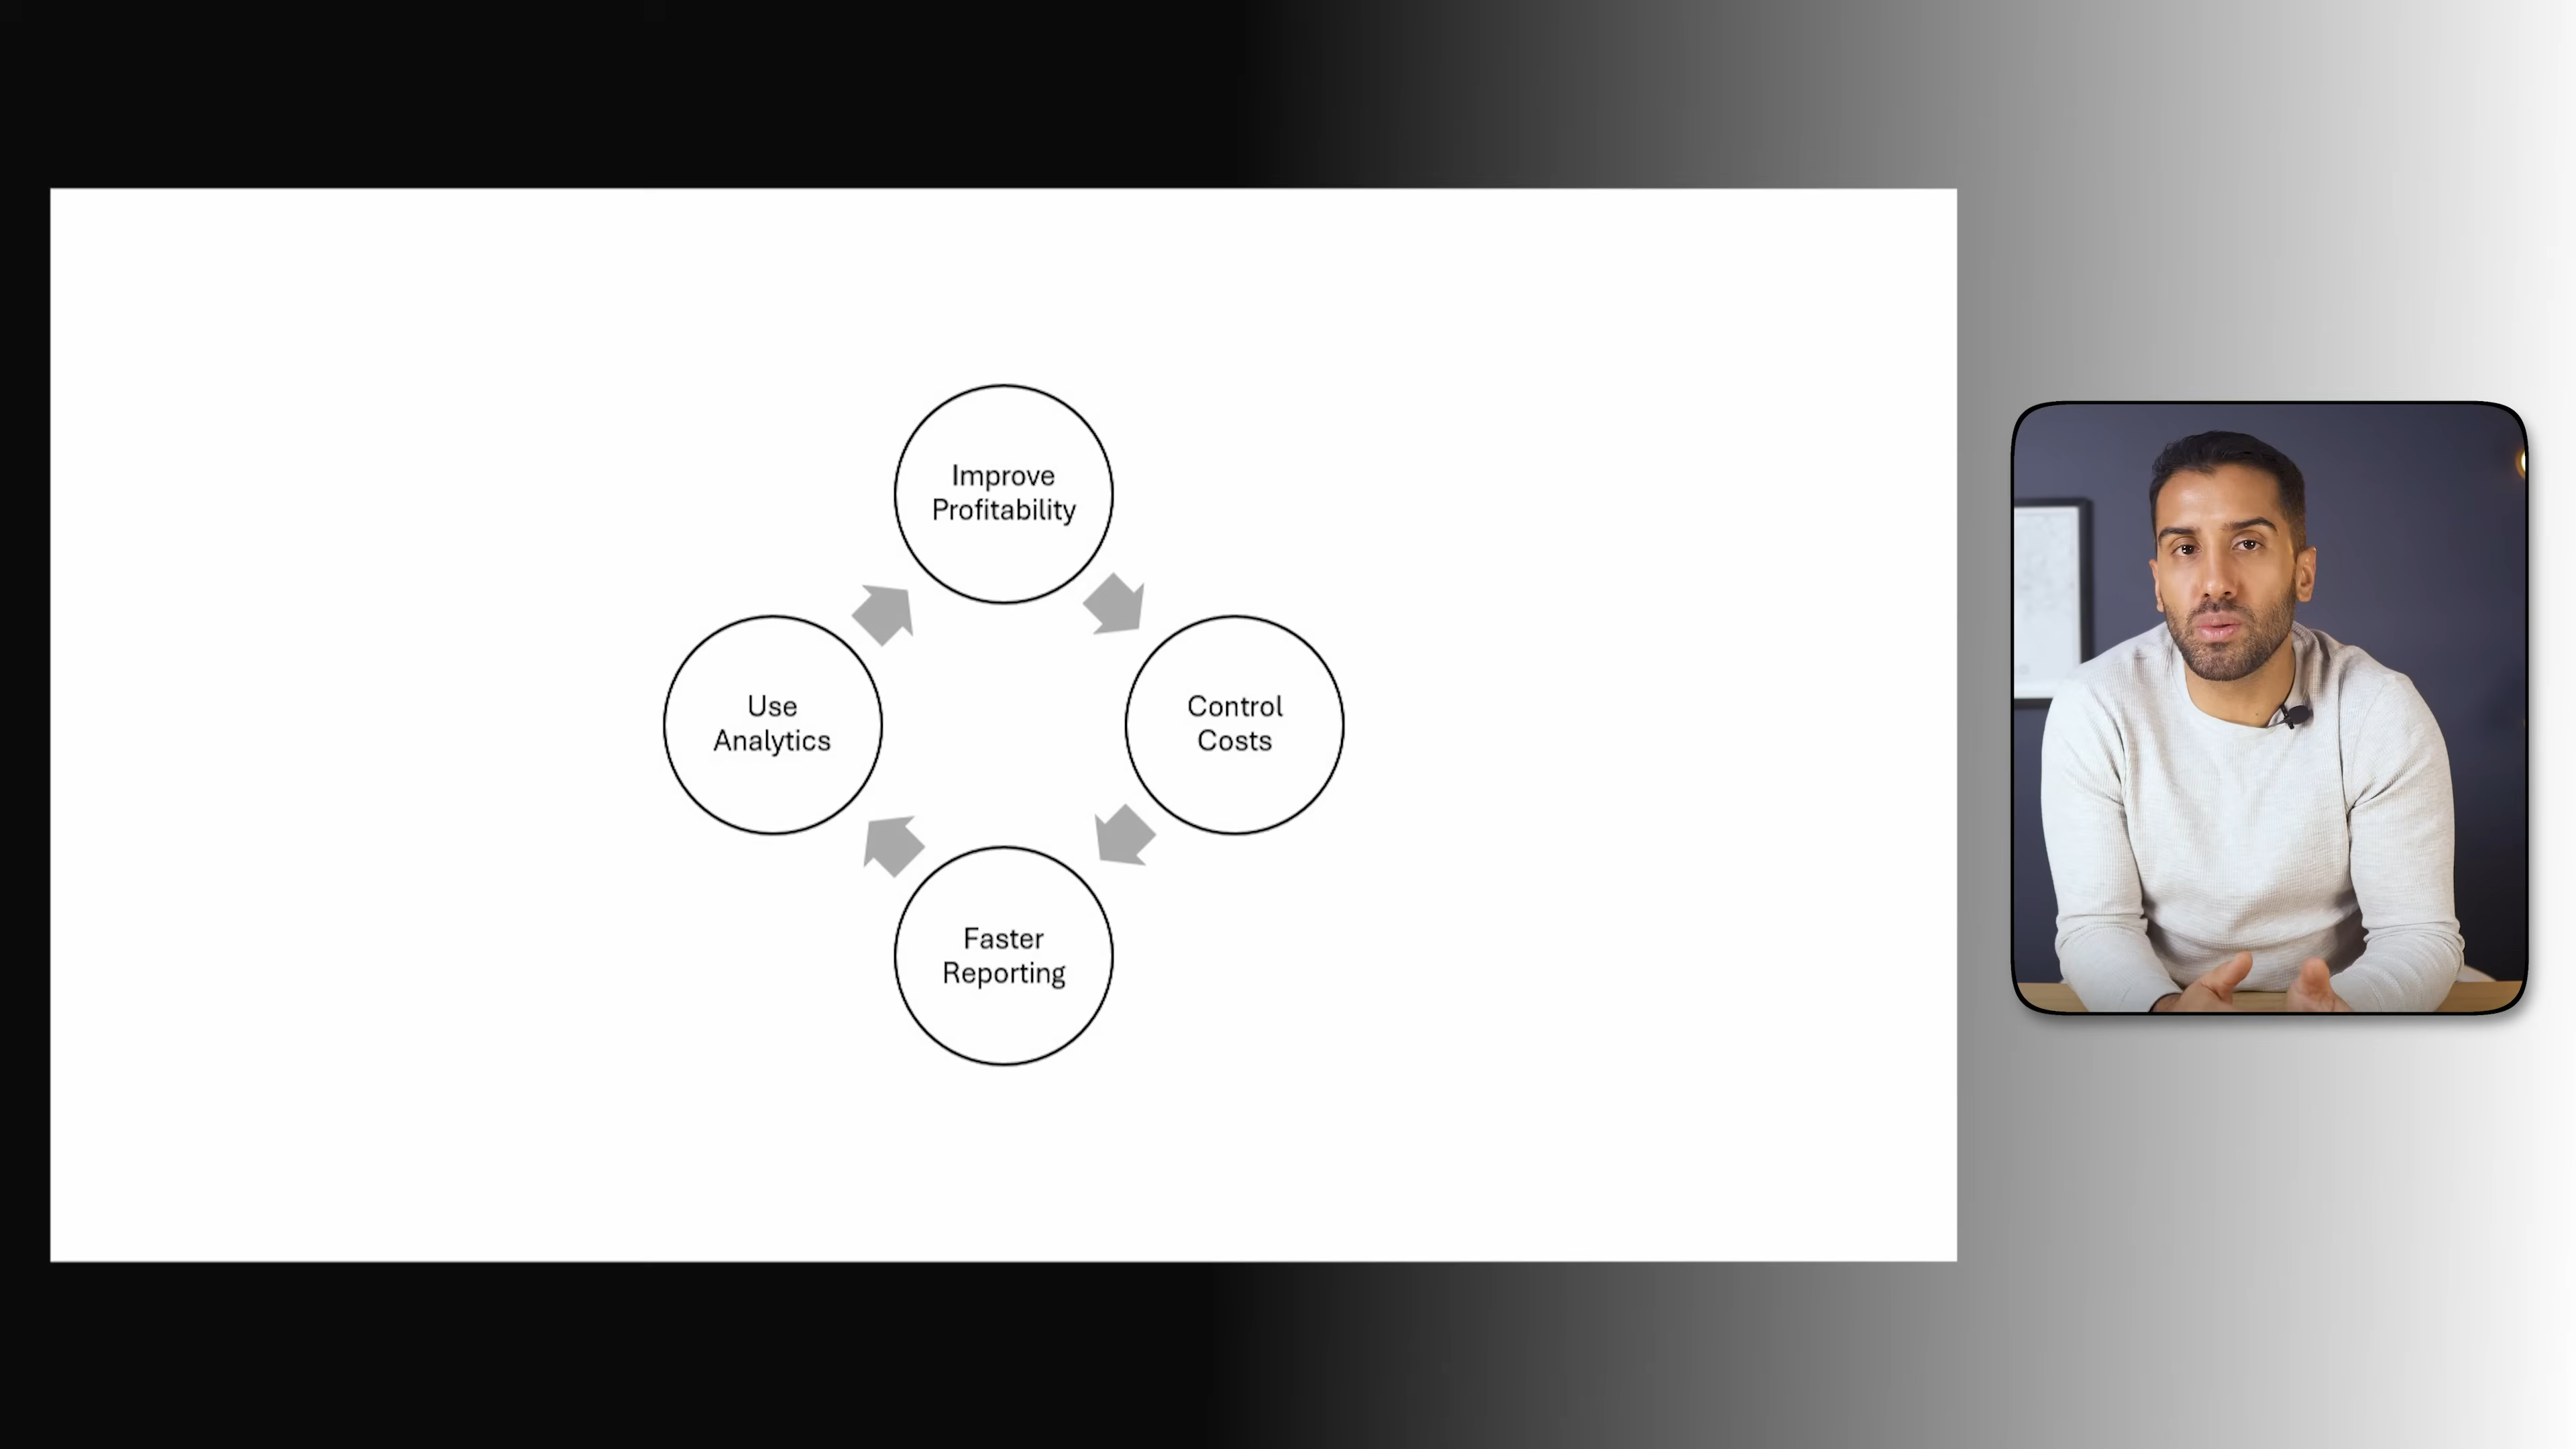 Improve
Profitability
Use
Analytics
Control
Costs
Faster
Reporting